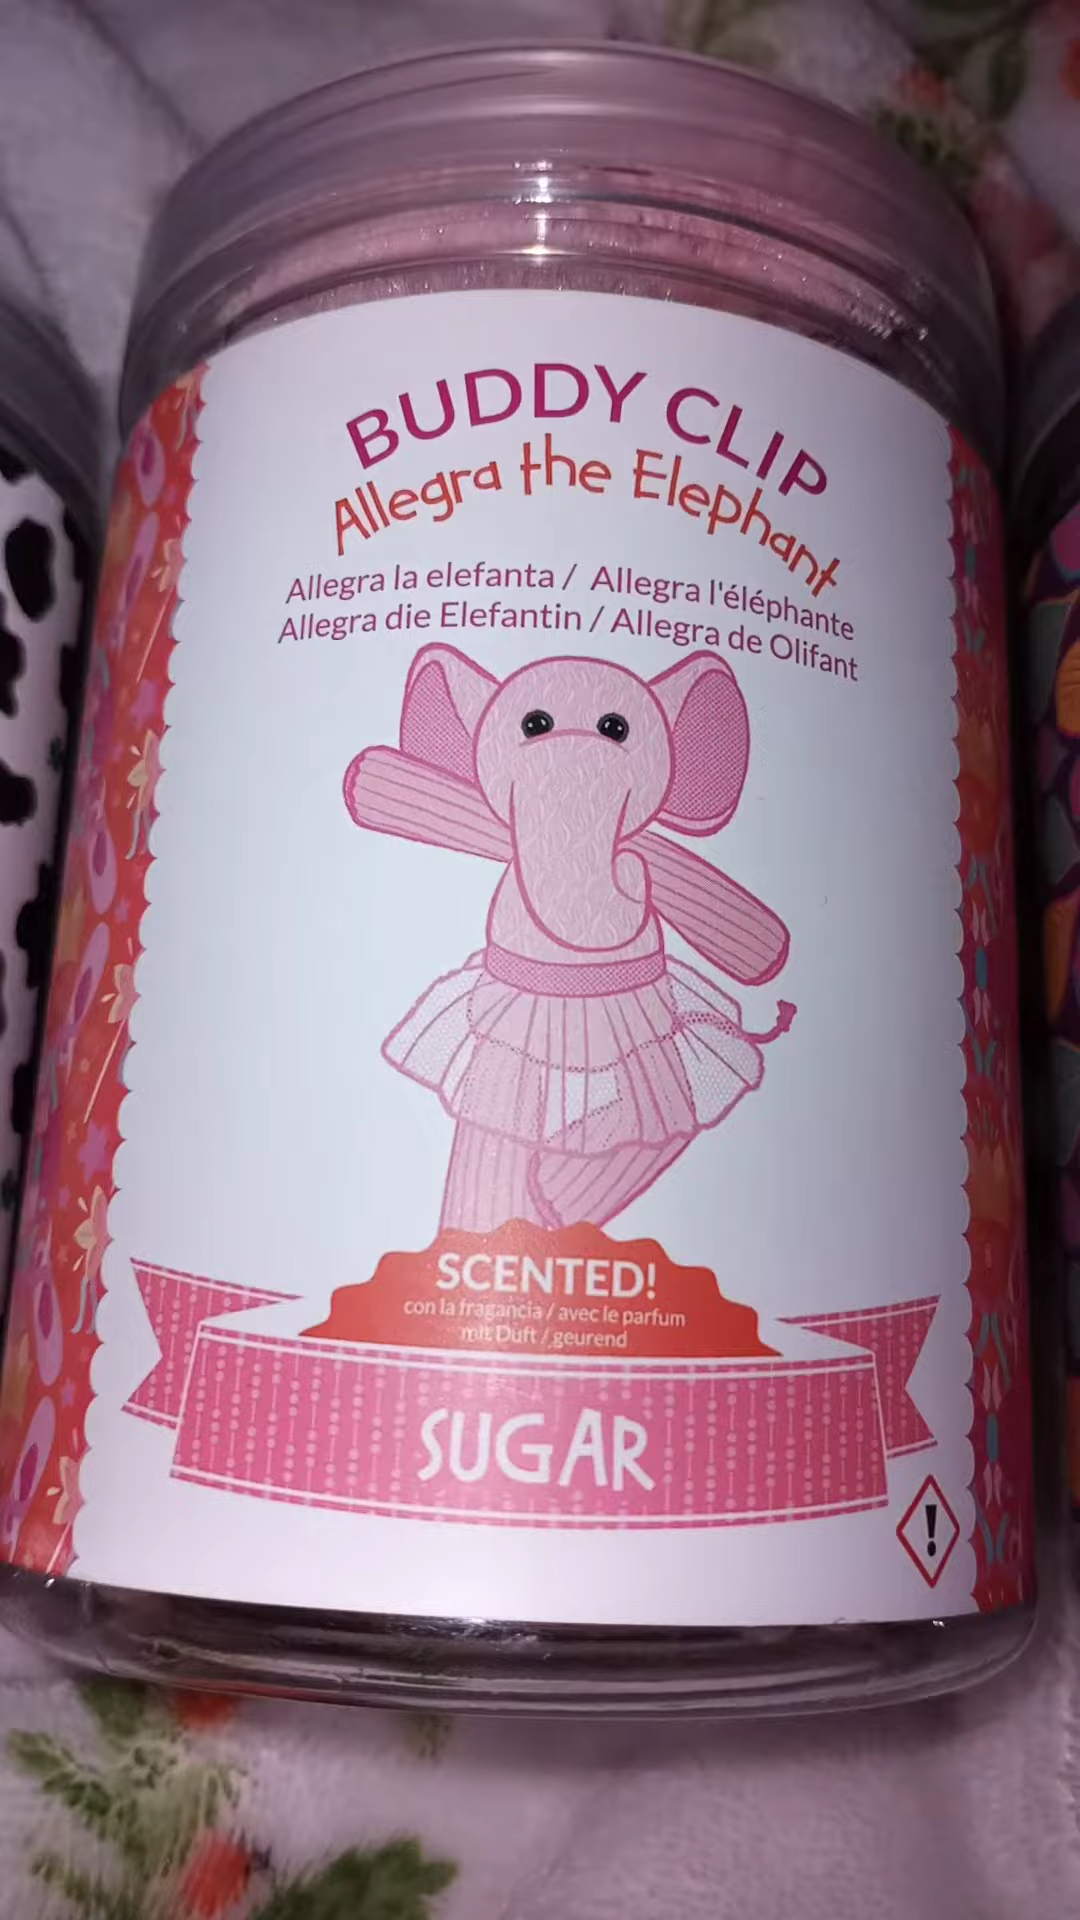 BUDDY CLIP
Allegra the Elephant
Allegra la elefanta / Allegra l'éléphante
Allegra die Elefantin / Allegra de Olifant
SCENTED!
con la fragancia / avec le parfum
mit Duft / geurend
SUGAR
!